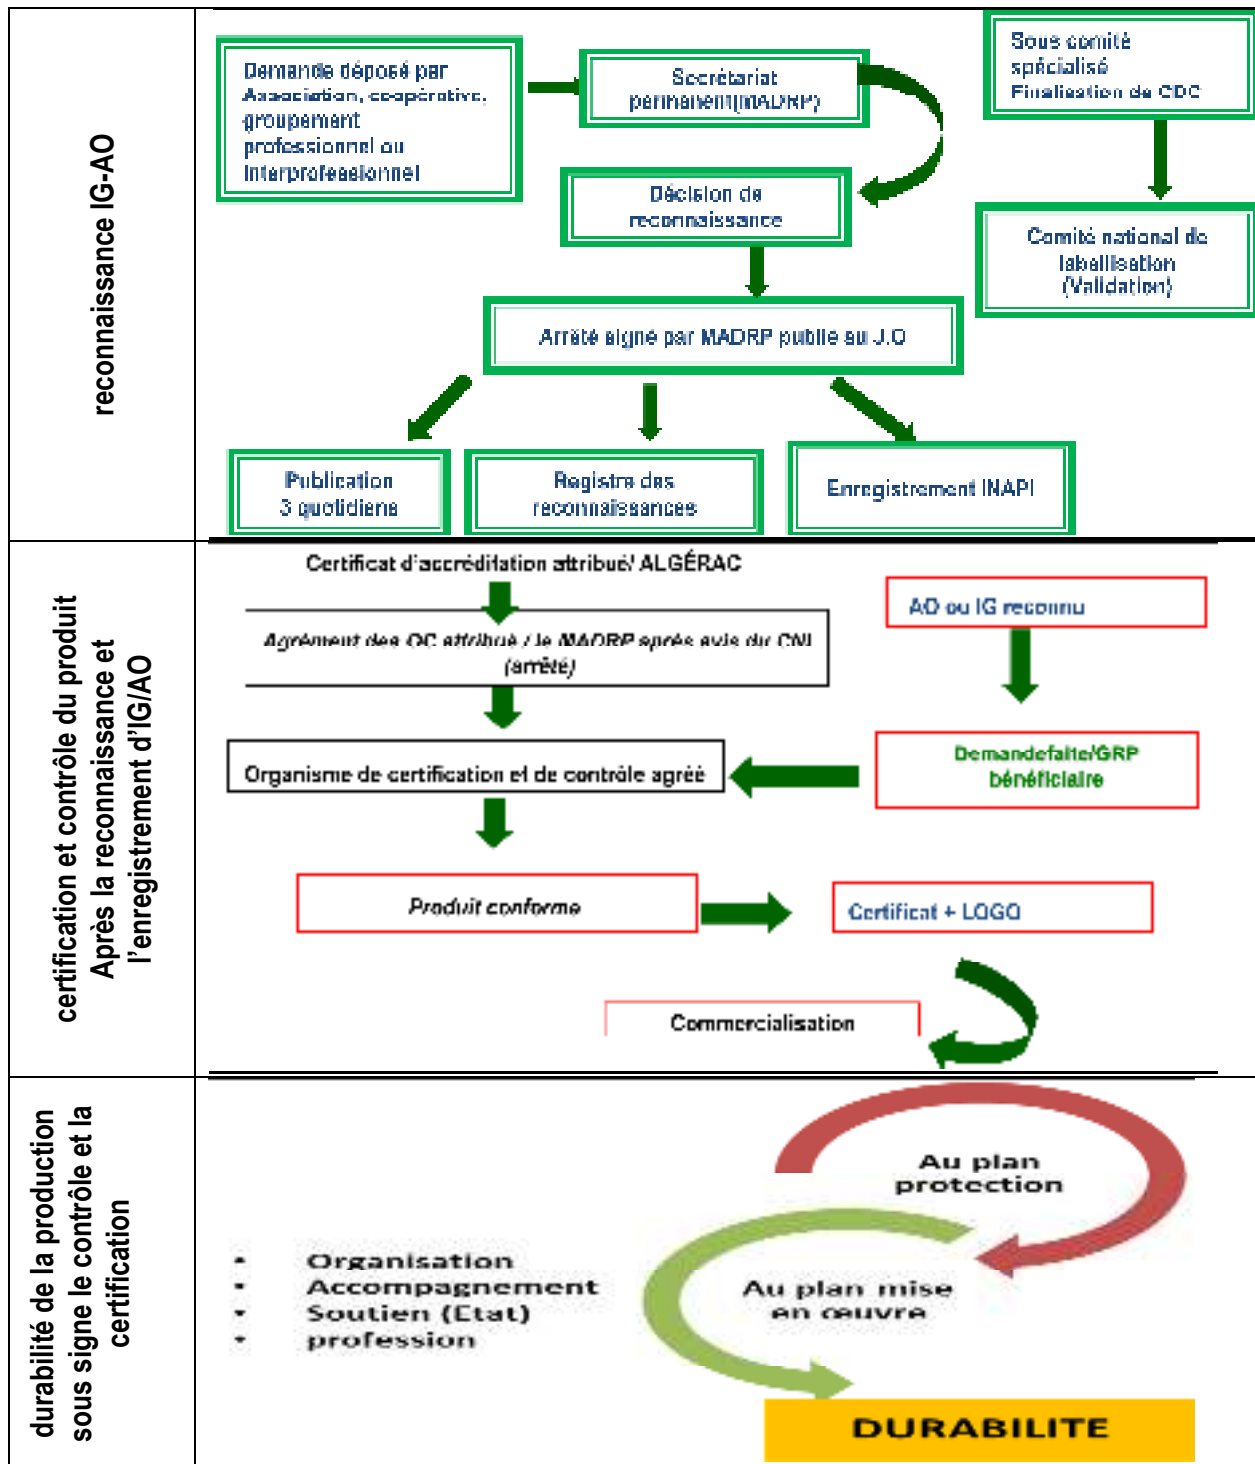 reconnaissance IG-AO
Demande déposé par
Association, coopérative,
groupement
professionnel ou
Interprofessionnel
Secrétariat
permanent(MADRP)
Sous comité
spécialisé
Finalisation de CDC
Décision de
reconnaissance
Comité national de
labellisation
(Validation)
Arrêté signé par MADRP publie au J.O
Publication
3 quotidiens
Registre des
reconnaissances
Enregistrement INAPI
certification et contrôle du produit
Après la reconnaissance et
l'enregistrement d'IG/AO
Certificat d'accréditation attribué/ ALGÉRAC
AO ou IG reconnu
Agrément des OC attribué / le MADRP après avis du CNL
(arrêté)
Demandefaite/GRP
bénéficiaire
Organisme de certification et de contrôle agréé
Produit conforme
Certificat + LOGO
Commercialisation
durabilité de la production
sous signe le contrôle et la
certification
Au plan
protection
• Organisation
• Accompagnement
• Soutien (Etat)
• profession
Au plan mise
en œuvre
DURABILITE